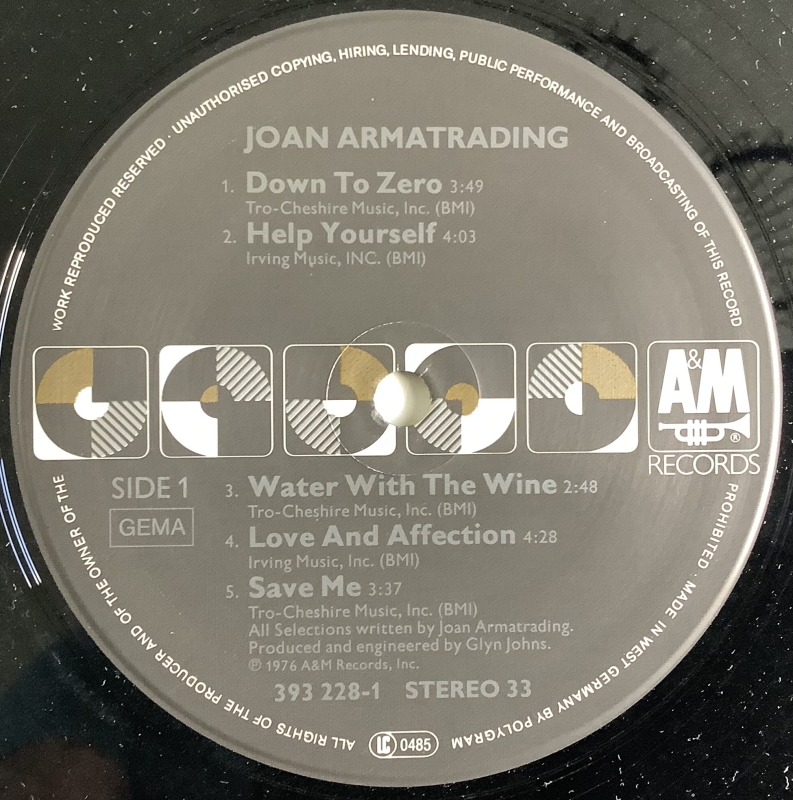 ALL RIGHTS OF THE PRODUCER AND OF THE OWNER OF THE WORK REPRODUCED RESERVED · UNAUTHORISED COPYING, HIRING, LENDING, PUBLIC PERFORMANCE AND BROADCASTING OF THIS RECORD PROHIBITED · MADE IN WEST GERMANY BY POLYGRAM
JOAN ARMATRADING
1. Down To Zero 3:49
Tro-Cheshire Music, Inc. (BMI)
2. Help Yourself 4:03
Irving Music, INC. (BMI)
A&M ®
RECORDS
SIDE 1
GEMA
3. Water With The Wine 2:48
Tro-Cheshire Music, Inc. (BMI)
4. Love And Affection 4:28
Irving Music, Inc. (BMI)
5. Save Me 3:37
Tro-Cheshire Music, Inc. (BMI)
All Selections written by Joan Armatrading.
Produced and engineered by Glyn Johns.
℗ 1976 A&M Records, Inc.
393 228-1 STEREO 33
LC 0485